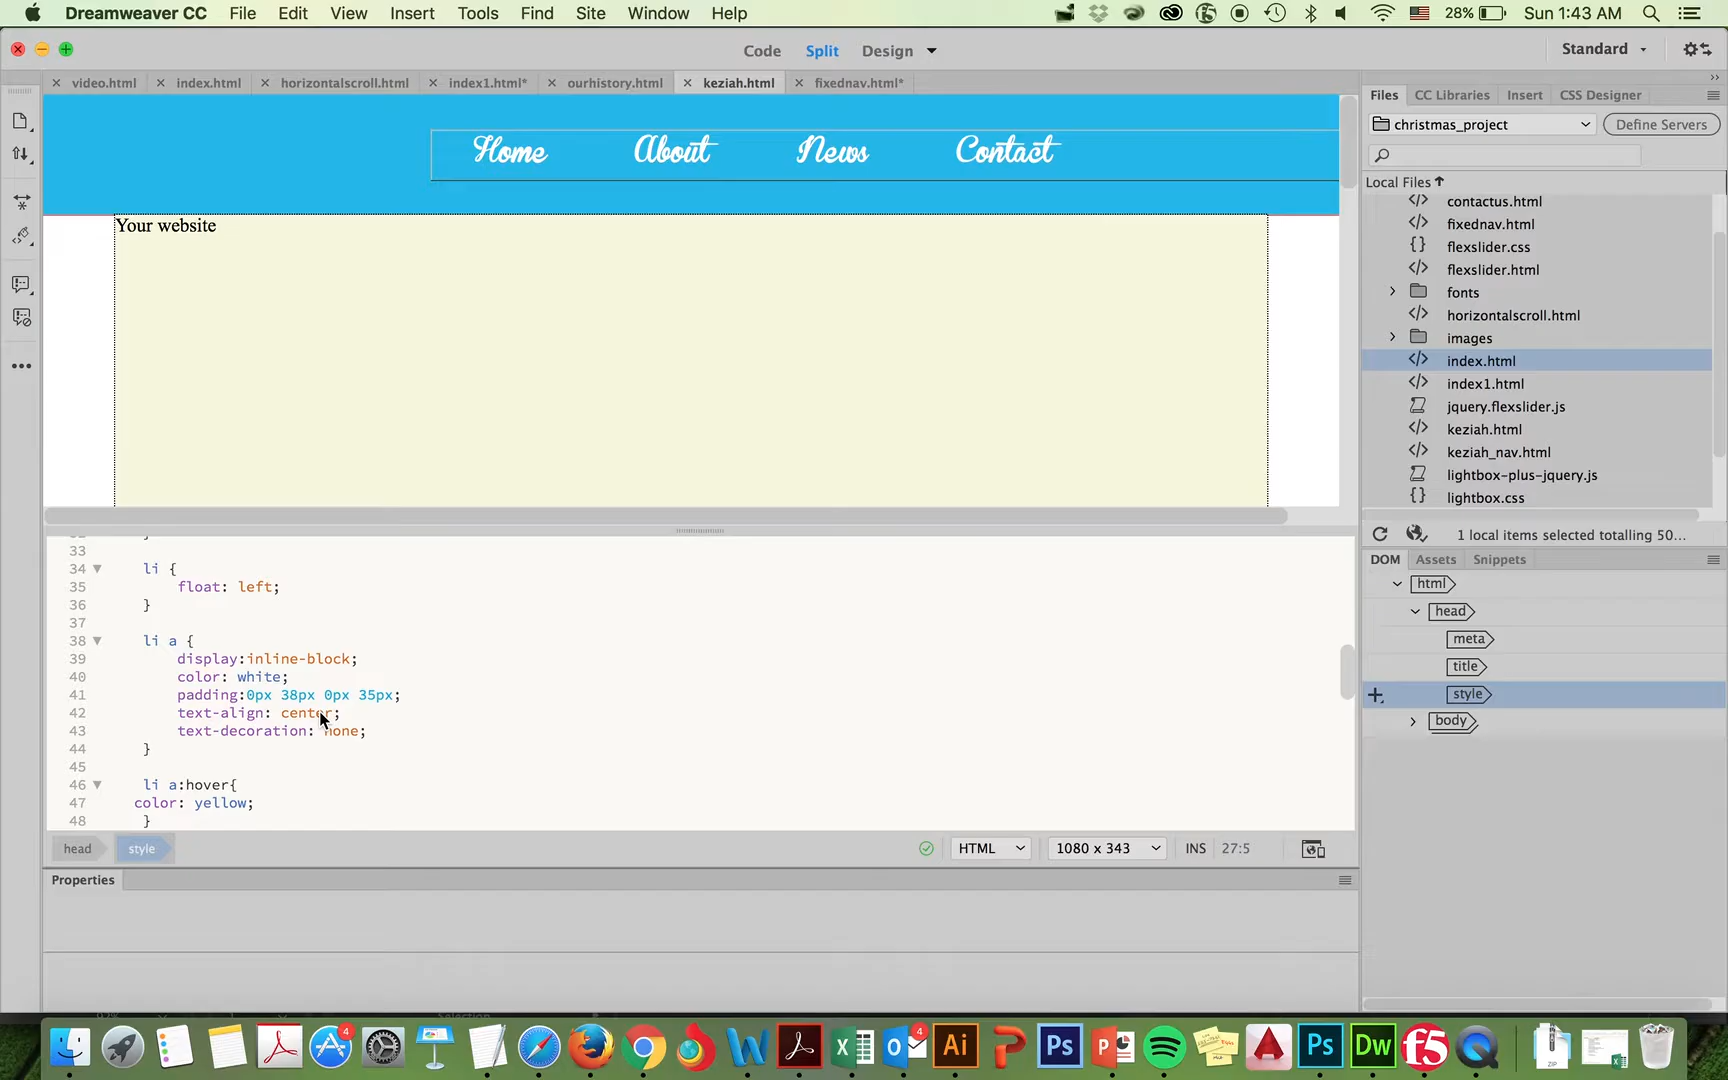 Dreamweaver CC File Edit View Insert Tools Find Site Window Help 28% Sun 1:43 AM
Code Split Design Standard
video.html index.html horizontalscroll.html index1.html* ourhistory.html keziah.html fixednav.html*
Files CC Libraries Insert CSS Designer
christmas_project Define Servers
Local Files
contactus.html
fixednav.html
flexslider.css
flexslider.html
fonts
horizontalscroll.html
images
index.html
index1.html
jquery.flexslider.js
keziah.html
keziah_nav.html
lightbox-plus-jquery.js
lightbox.css
1 local items selected totalling 50...
DOM Assets Snippets
html
head
meta
title
style
body
Home About News Contact
Your website
33
34 li {
35 float: left;
36 }
37
38 li a {
39 display:inline-block;
40 color: white;
41 padding:0px 38px 0px 35px;
42 text-align: center;
43 text-decoration: none;
44 }
45
46 li a:hover{
47 color: yellow;
48 }
head style HTML 1080 x 343 INS 27:5
Properties
4 W X 4 Ai Ps P Ps Dw f5